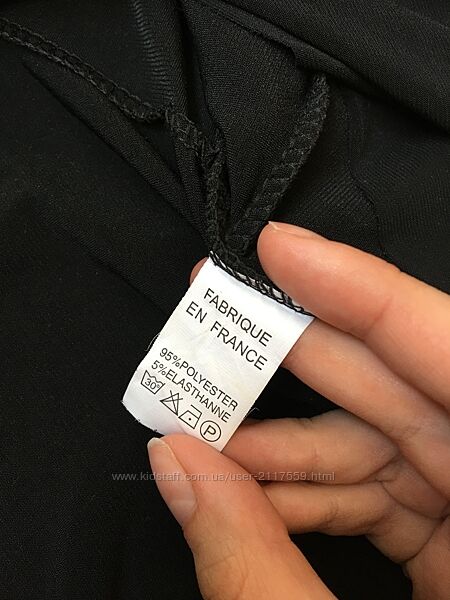 FABRIQUE
EN FRANCE
95%POLYESTER
5%ELASTHANNE
30° P
www.kidstaff.com.ua/user-2117559.html